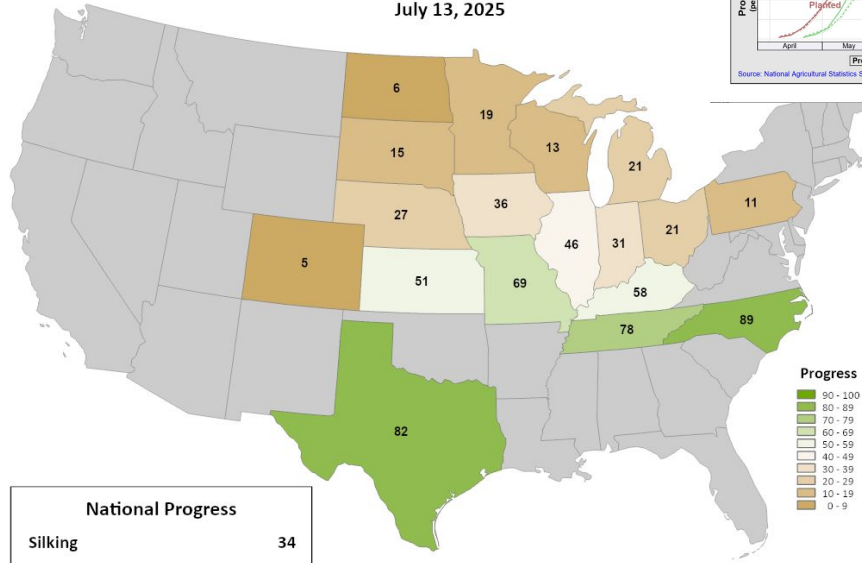 July 13, 2025
Planted
April
May
Source: National Agricultural Statistics S
6
19
13
15
21
27
36
46
31
21
11
5
51
69
58
78
89
82
Progress
90 - 100
80 - 89
70 - 79
60 - 69
50 - 59
40 - 49
30 - 39
20 - 29
10 - 19
0 - 9
National Progress
Silking 34